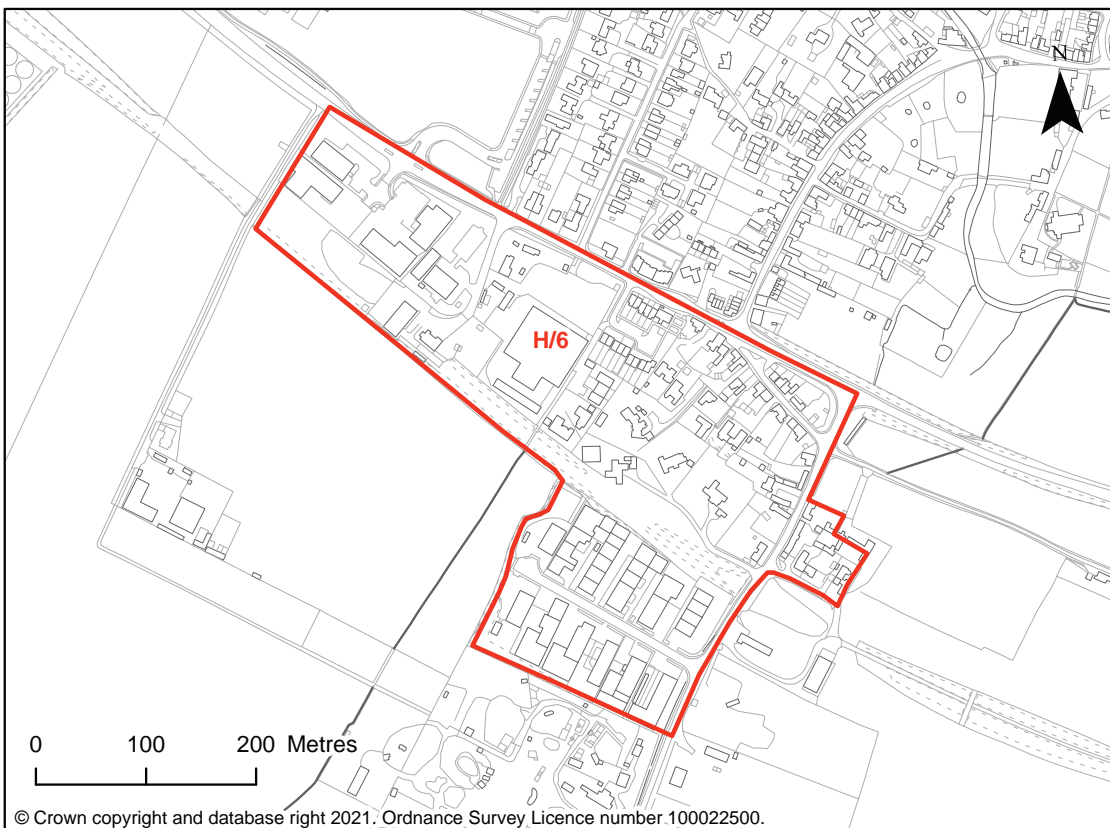 N
H/6
0 100 200 Metres
© Crown copyright and database right 2021. Ordnance Survey Licence number 100022500.